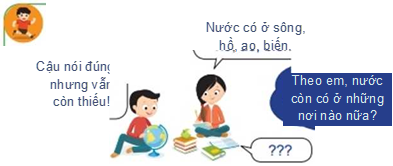 Nước có ở sông,
hồ, ao, biển.
Cậu nói đúng
nhưng vẫn
còn thiếu!
Theo em, nước
còn có ở những
nơi nào nữa?
???